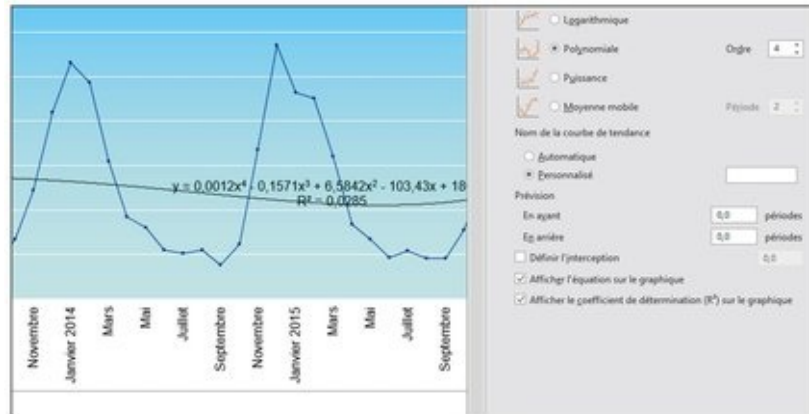 y = 0,0012x⁴ - 0,1571x³ + 6,5842x² - 103,43x + 18
R² = 0,0285
Novembre
Janvier 2014
Mars
Mai
Juillet
Septembre
Novembre
Janvier 2015
Mars
Mai
Juillet
Septembre
Logarithmique
Polynomiale Ordre 4
Puissance
Moyenne mobile Période 2
Nom de la courbe de tendance
Automatique
Personnalisé
Prévision
En avant 0,0 périodes
En arrière 0,0 périodes
Définir l'interception 0,0
Afficher l'équation sur le graphique
Afficher le coefficient de détermination (R²) sur le graphique